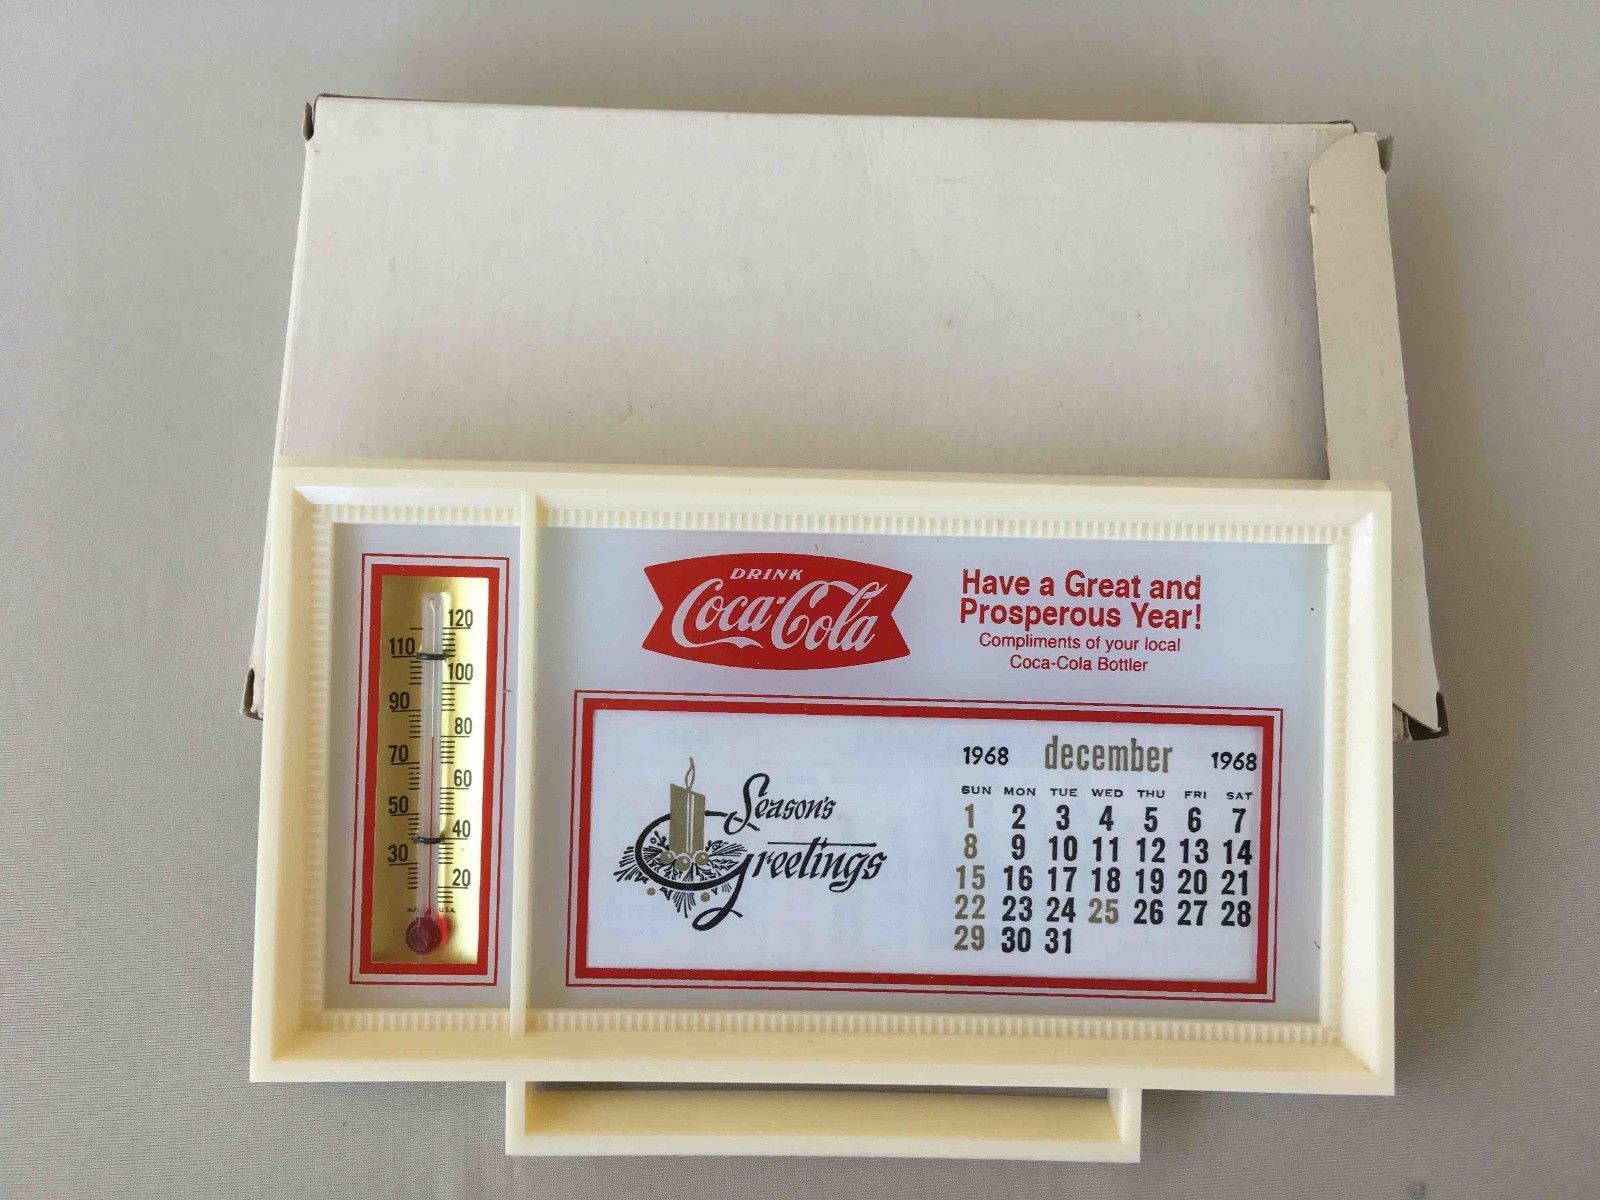 120
110
100
90
80
70
60
50
40
30
20
USA
DRINK
Coca-Cola
Have a Great and
Prosperous Year!
Compliments of your local
Coca-Cola Bottler
Season's
Greetings
1968 december 1968
SUN MON TUE WED THU FRI SAT
1 2 3 4 5 6 7
8 9 10 11 12 13 14
15 16 17 18 19 20 21
22 23 24 25 26 27 28
29 30 31